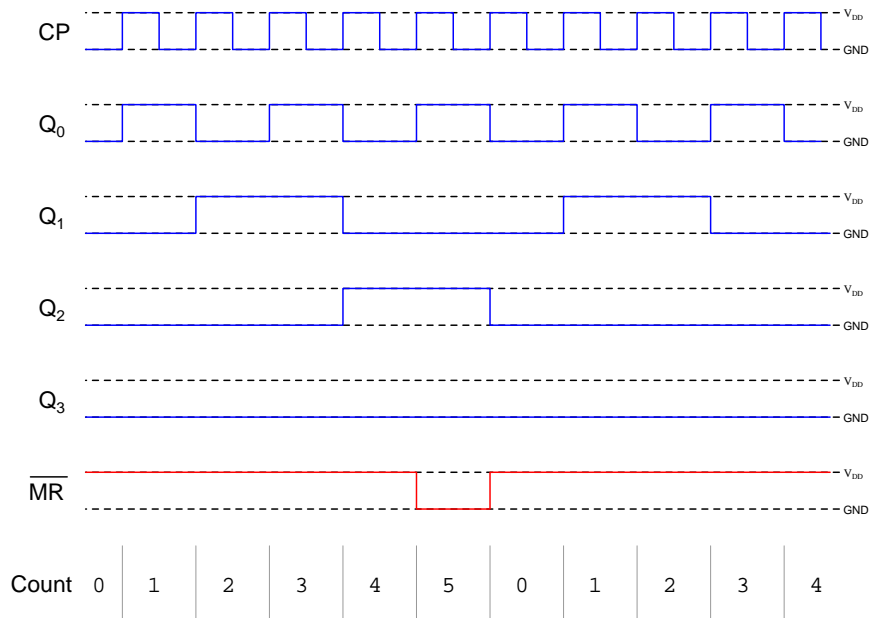 CP
V_DD
GND
Q_0
V_DD
GND
Q_1
V_DD
GND
Q_2
V_DD
GND
Q_3
V_DD
GND
M̅R̅
V_DD
GND
Count 0 1 2 3 4 5 0 1 2 3 4